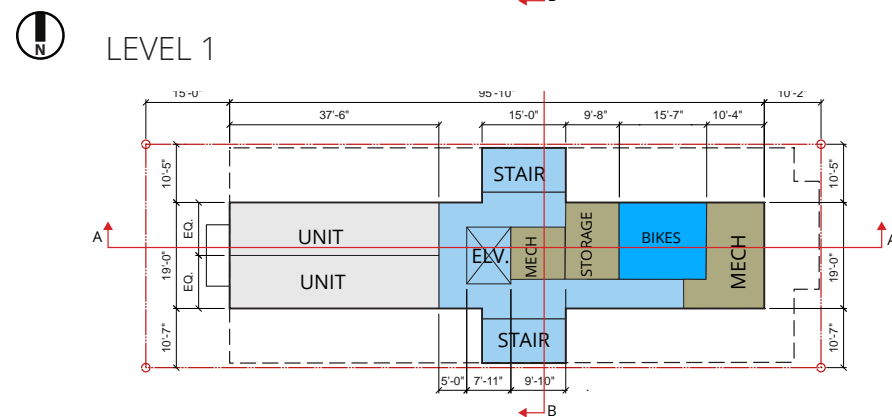 B
N
LEVEL 1
15'-0"
95'-10"
10'-2"
37'-6"
15'-0"
9'-8"
15'-7"
10'-4"
10'-5"
STAIR
10'-5"
A
EQ.
19'-0"
UNIT
ELV.
MECH
STORAGE
BIKES
MECH
19'-0"
A
EQ.
UNIT
10'-7"
STAIR
10'-7"
5'-0"
7'-11"
9'-10"
B